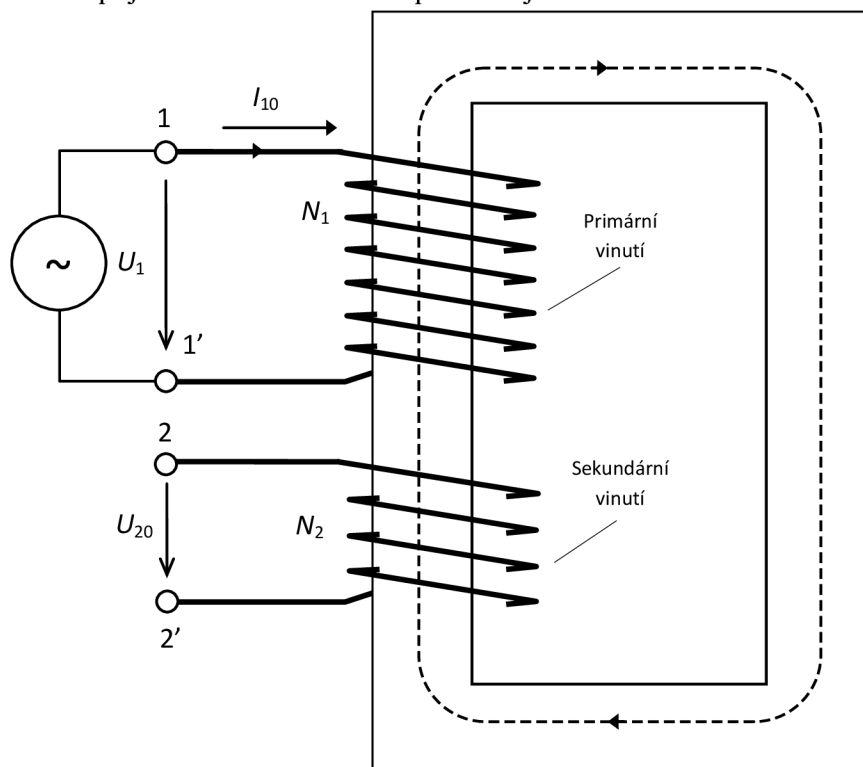 I10
1
N1
Primární
vinutí
~
U1
1’
2
Sekundární
vinutí
U20
N2
2’